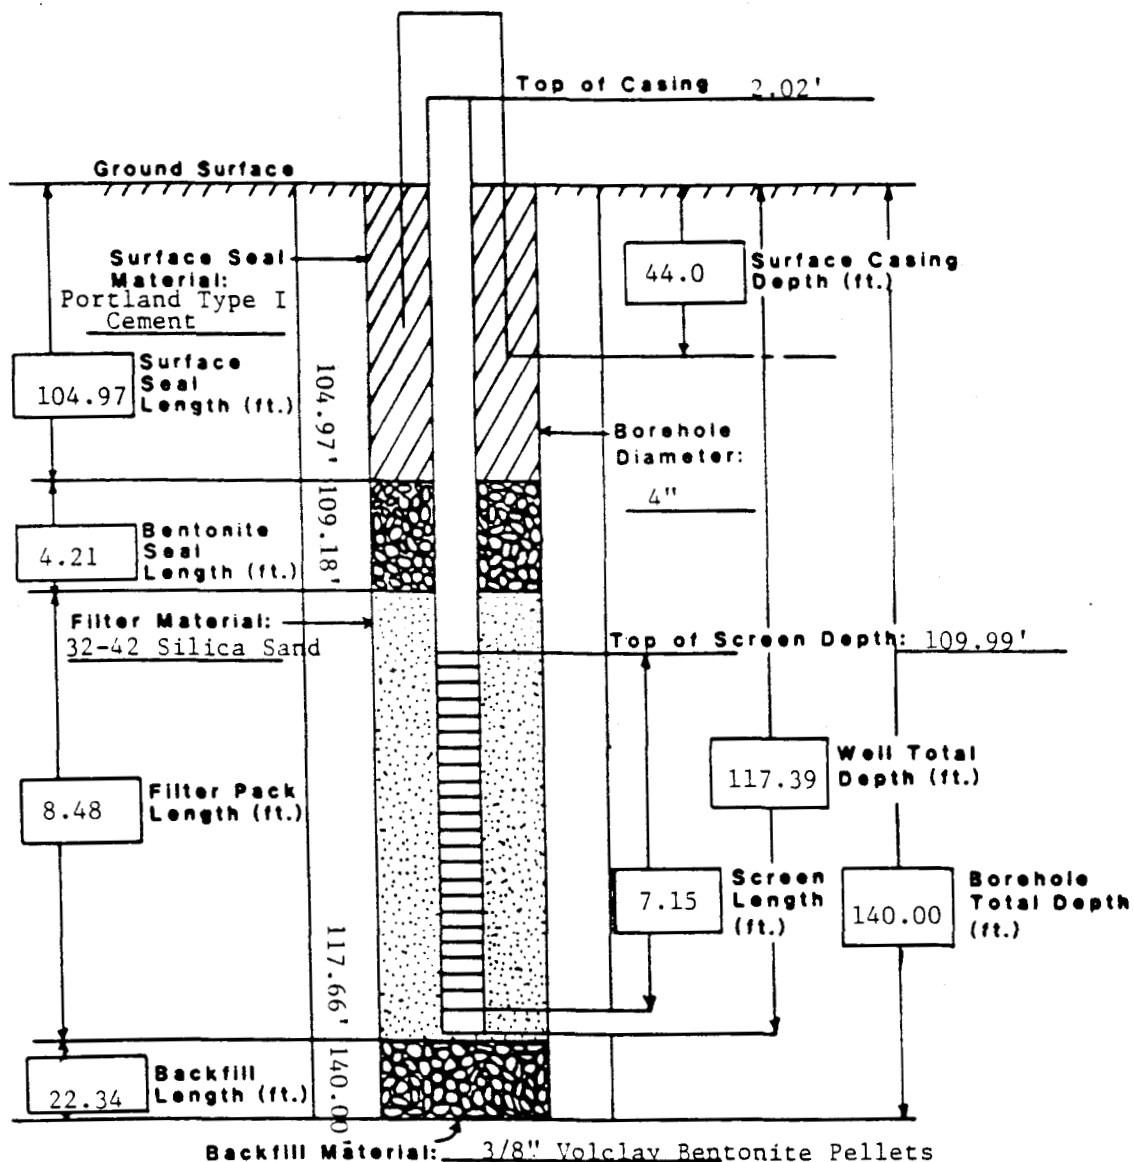 Top of Casing 2.02'
Ground Surface
Surface Seal
Material:
Portland Type I
Cement
44.0
Surface Casing
Depth (ft.)
104.97
Surface
Seal
Length (ft.)
104.97'
Borehole
Diameter:
4"
4.21
Bentonite
Seal
Length (ft.)
109.18'
Filter Material:
32-42 Silica Sand
Top of Screen Depth: 109.99'
117.39
Well Total
Depth (ft.)
8.48
Filter Pack
Length (ft.)
7.15
Screen
Length
(ft.)
140.00
Borehole
Total Depth
(ft.)
117.66'
22.34
Backfill
Length (ft.)
140.00
Backfill Material: 3/8" Volclay Bentonite Pellets